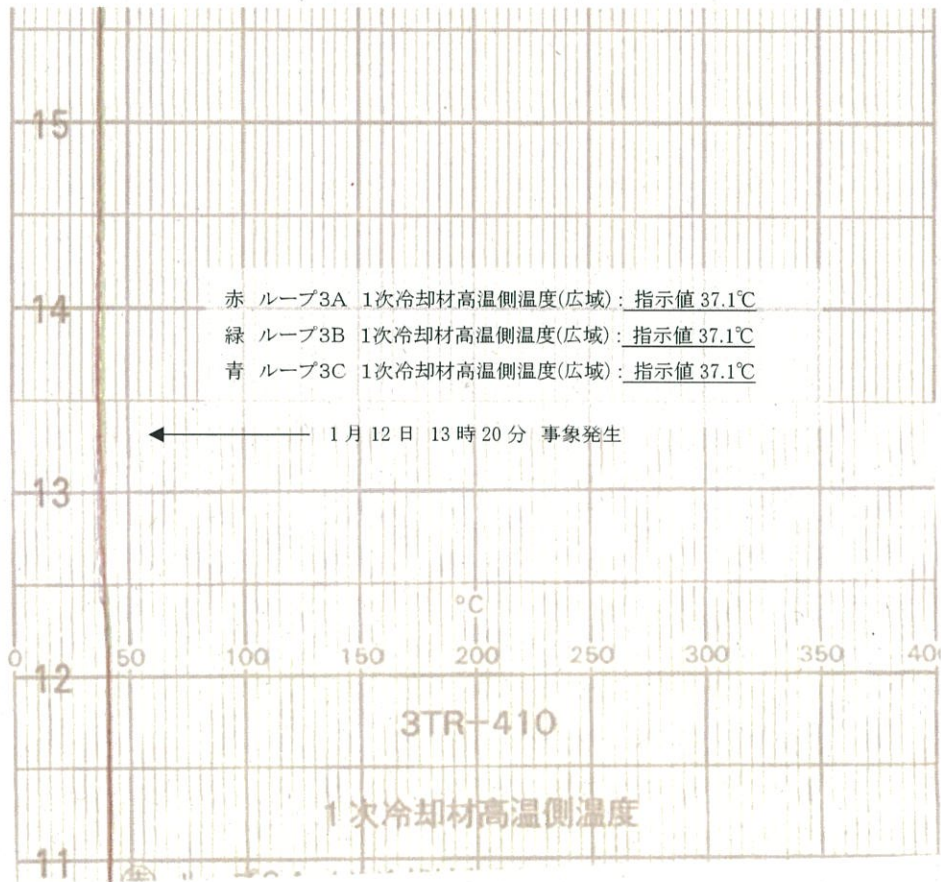 15
14
赤 ループ3A 1次冷却材高温側温度(広域): 指示値 37.1℃
緑 ループ3B 1次冷却材高温側温度(広域): 指示値 37.1℃
青 ループ3C 1次冷却材高温側温度(広域): 指示値 37.1℃
1月12日 13時20分 事象発生
13
℃
0 50 100 150 200 250 300 350 400
12
3TR-410
1次冷却材高温側温度
11